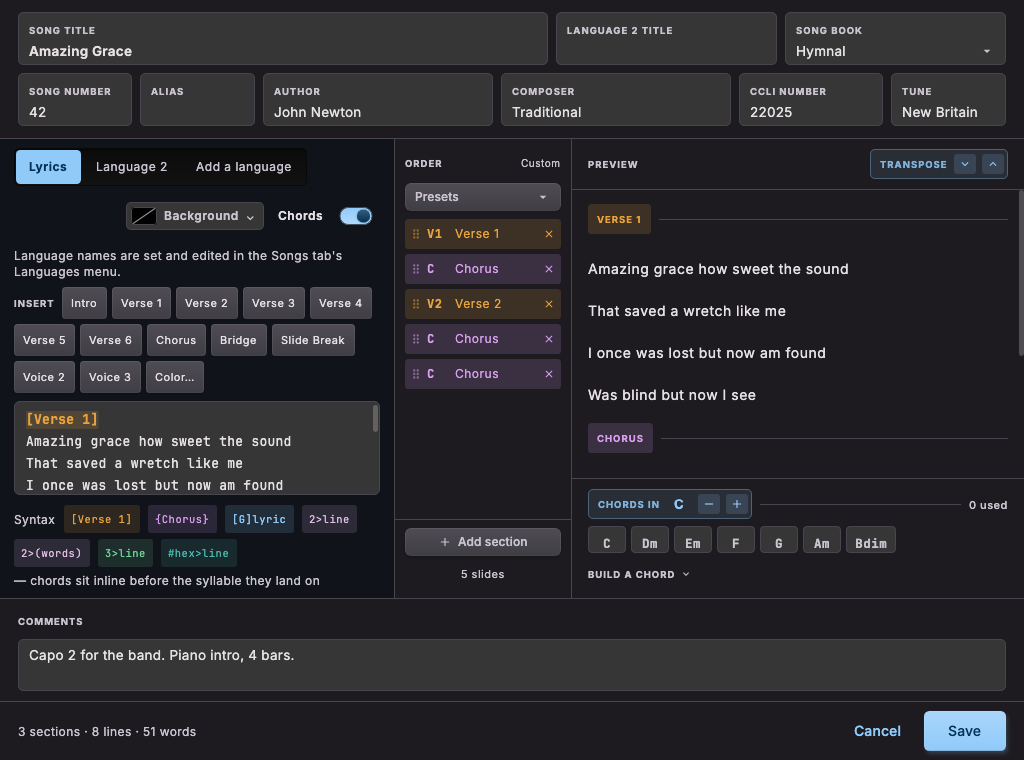 SONG TITLE
Amazing Grace
LANGUAGE 2 TITLE
SONG BOOK
Hymnal
SONG NUMBER
42
ALIAS
AUTHOR
John Newton
COMPOSER
Traditional
CCLI NUMBER
22025
TUNE
New Britain
Lyrics
Language 2
Add a language
Background
Chords
Language names are set and edited in the Songs tab's
Languages menu.
INSERT
Intro
Verse 1
Verse 2
Verse 3
Verse 4
Verse 5
Verse 6
Chorus
Bridge
Slide Break
Voice 2
Voice 3
Color...
[Verse 1]
Amazing grace how sweet the sound
That saved a wretch like me
I once was lost but now am found
Syntax
[Verse 1]
{Chorus}
[G]lyric
2>line
2>(words)
3>line
#hex>line
— chords sit inline before the syllable they land on
ORDER
Custom
Presets
V1 Verse 1 ×
C Chorus ×
V2 Verse 2 ×
C Chorus ×
C Chorus ×
+ Add section
5 slides
PREVIEW
TRANSPOSE
VERSE 1
Amazing grace how sweet the sound
That saved a wretch like me
I once was lost but now am found
Was blind but now I see
CHORUS
CHORDS IN C − +
0 used
C
Dm
Em
F
G
Am
Bdim
BUILD A CHORD
COMMENTS
Capo 2 for the band. Piano intro, 4 bars.
3 sections · 8 lines · 51 words
Cancel
Save